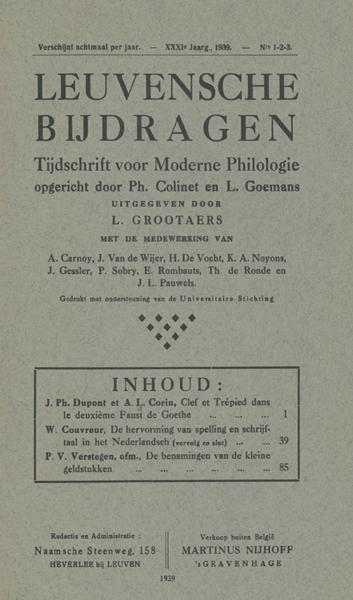 Verschijnt achtmaal per jaar. — XXXIe Jaarg., 1939. — Nrs 1-2-3.
LEUVENSCHE
BIJDRAGEN
Tijdschrift voor Moderne Philologie
opgericht door Ph. Colinet en L. Goemans
UITGEGEVEN DOOR
L. GROOTAERS
MET DE MEDEWERKING VAN
A. Carnoy, J. Van de Wijer, H. De Vocht, K. A. Noyons,
J. Gessler, P. Sobry, E. Rombauts, Th. de Ronde en
J. L. Pauwels.
Gedrukt met ondersteuning van de Universitaire Stichting
INHOUD :
J. Ph. Dupont et A. L. Corin, Clef et Trépied dans
le deuxième Faust de Goethe ... ... ... 1
W. Couvreur, De hervorming van spelling en schrijf-
taal in het Nederlandsch (vervolg en slot) ... ... 39
P. V. Verstegen, ofm., De benamingen van de kleine
geldstukken ... ... ... ... ... ... 85
Redactie en Administratie :
Naamsche Steenweg, 158
HEVERLEE bij LEUVEN
Verkoop buiten België
MARTINUS NIJHOFF
'sGRAVENHAGE
1939